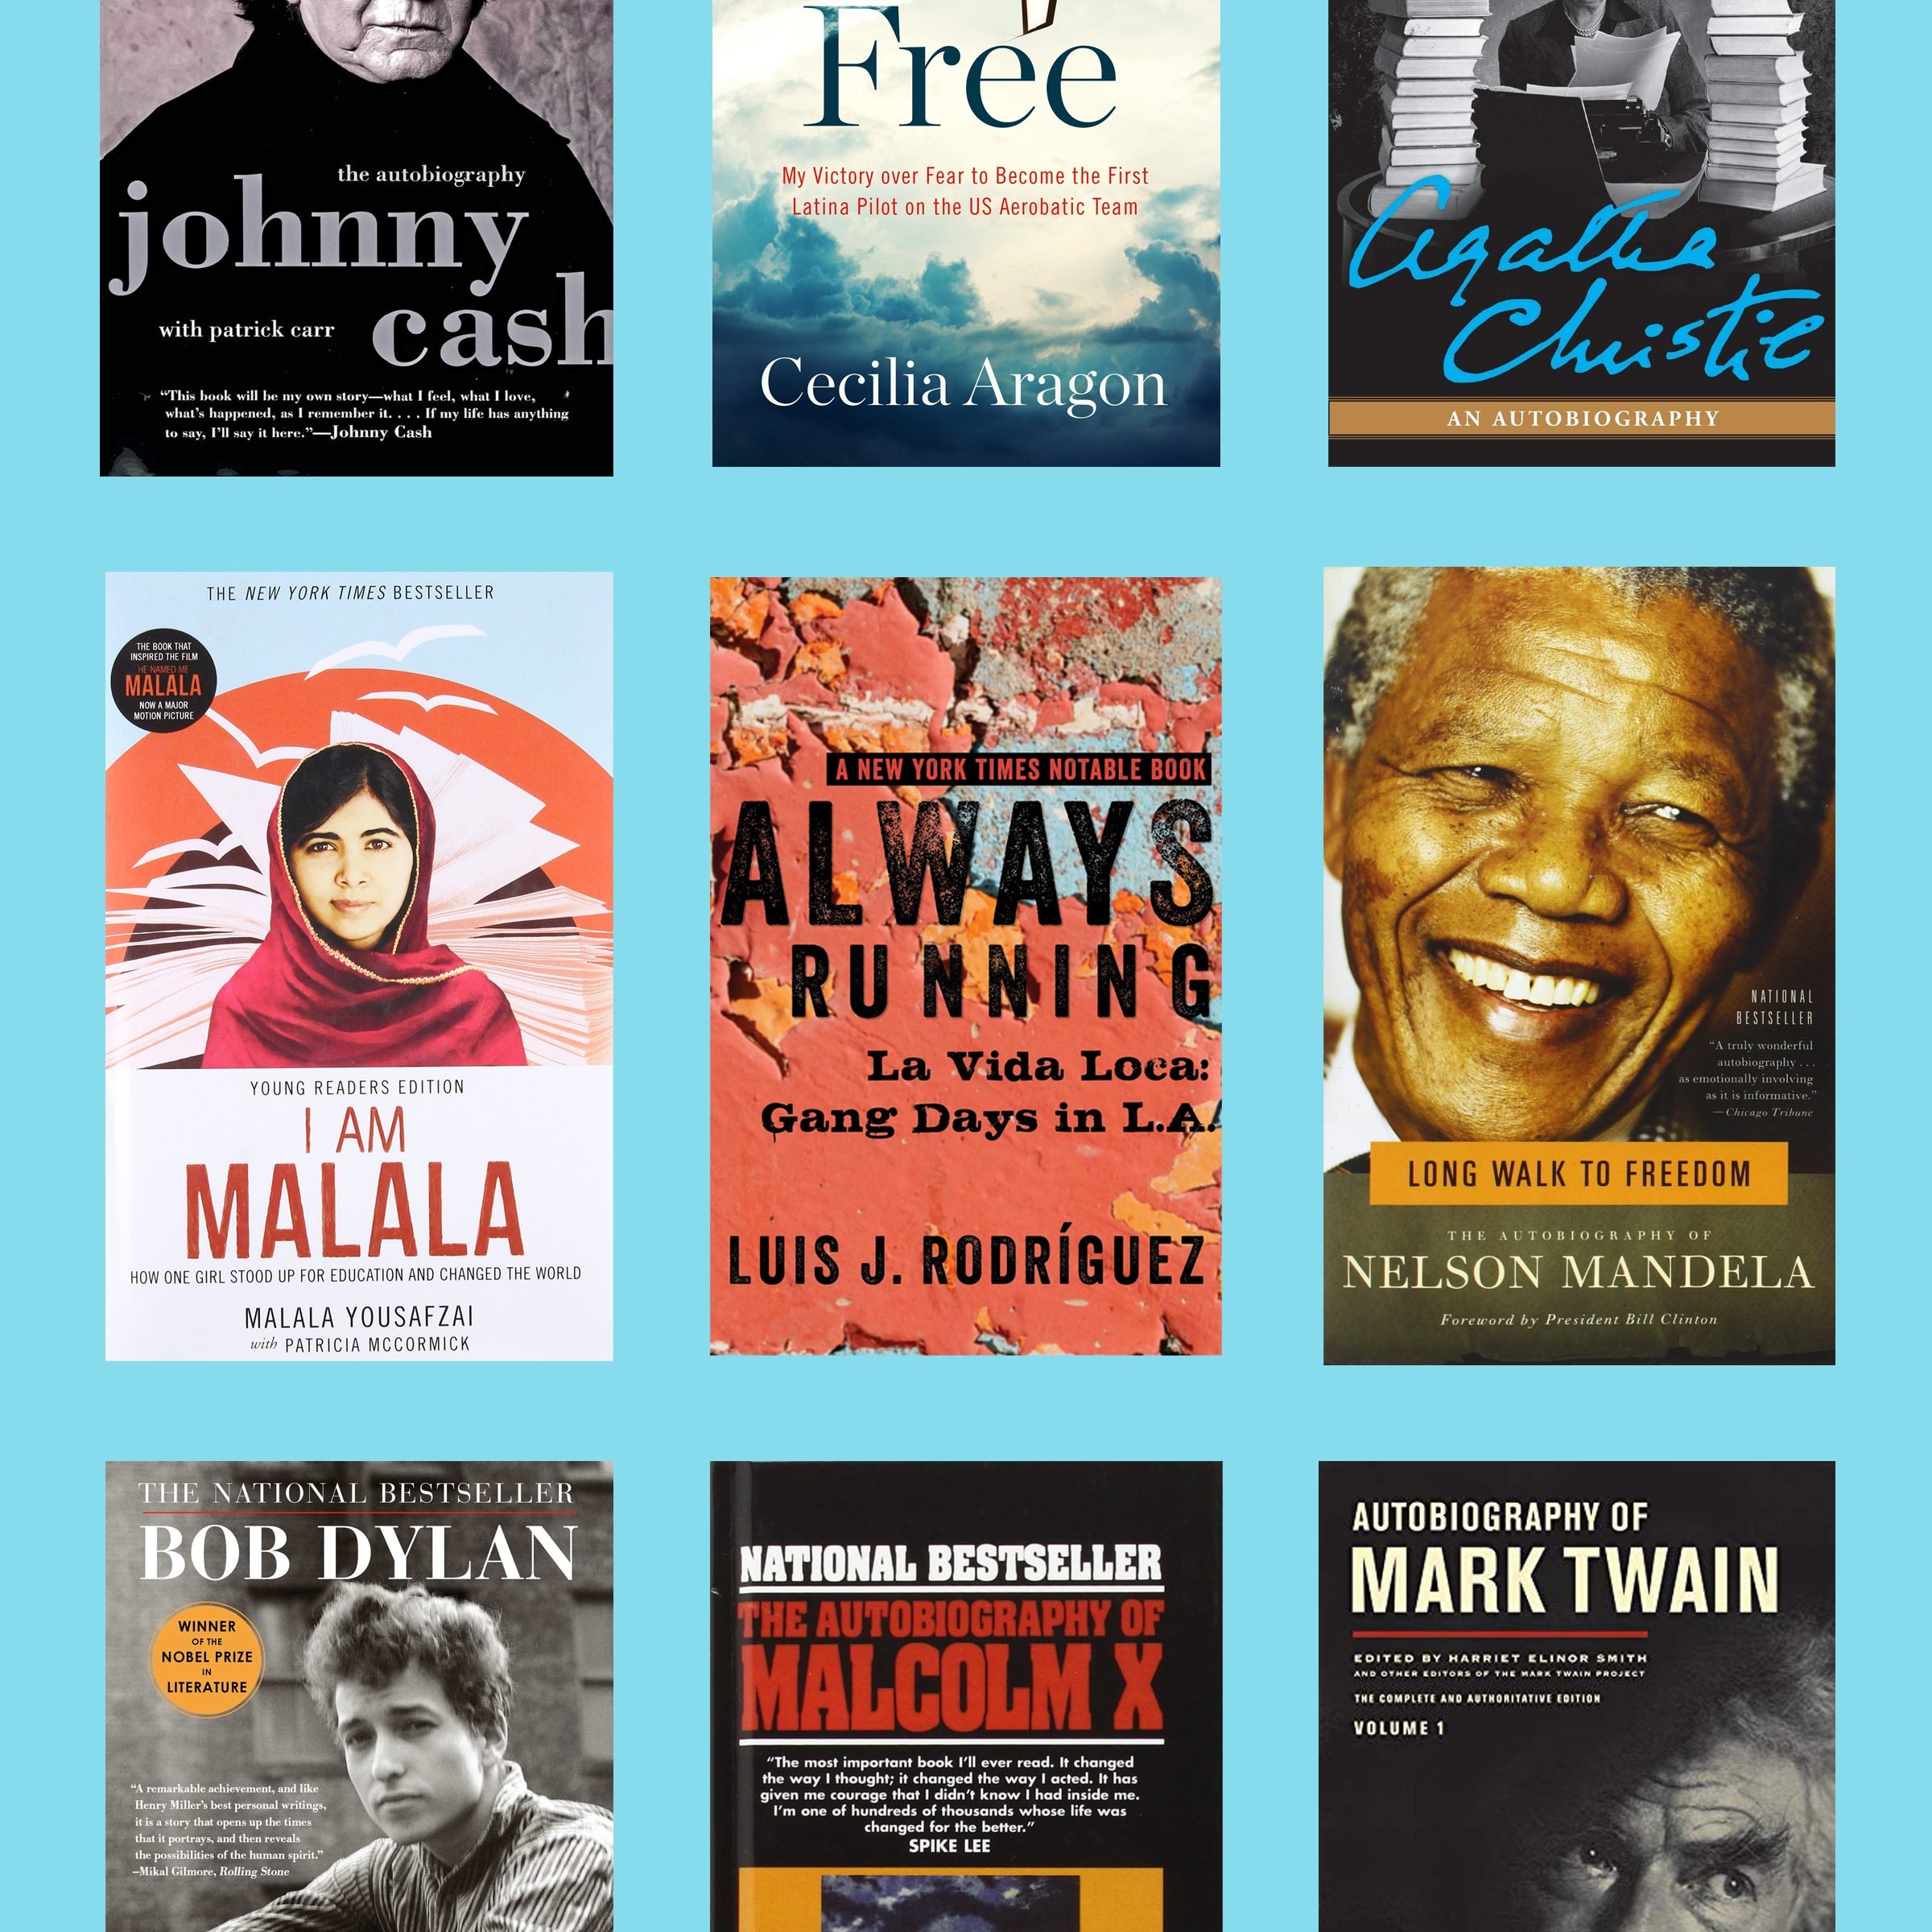 the autobiography
johnny
cash
with patrick carr
“This book will be my own story—what I feel, what I love,
what’s happened, as I remember it. . . . If my life has anything
to say, I’ll say it here.”—Johnny Cash
Free
My Victory over Fear to Become the First
Latina Pilot on the US Aerobatic Team
Cecilia Aragon
Agatha
Christie
AN AUTOBIOGRAPHY
THE NEW YORK TIMES BESTSELLER
THE BOOK THAT
INSPIRED THE FILM
HE NAMED ME
MALALA
NOW A MAJOR
MOTION PICTURE
YOUNG READERS EDITION
I AM
MALALA
HOW ONE GIRL STOOD UP FOR EDUCATION AND CHANGED THE WORLD
MALALA YOUSAFZAI
with PATRICIA MCCORMICK
A NEW YORK TIMES NOTABLE BOOK
ALWAYS
RUNNING
La Vida Loca:
Gang Days in L.A.
LUIS J. RODRÍGUEZ
NATIONAL
BESTSELLER
“A truly wonderful
autobiography . . .
as emotionally involving
as it is informative.”
—Chicago Tribune
LONG WALK TO FREEDOM
THE AUTOBIOGRAPHY OF
NELSON MANDELA
Foreword by President Bill Clinton
THE NATIONAL BESTSELLER
BOB DYLAN
WINNER
OF THE
NOBEL PRIZE
IN
LITERATURE
“A remarkable achievement, and like
Henry Miller’s best personal writings,
it is a story that opens up the times
that it portrays, and then reveals
the possibilities of the human spirit.”
–Mikal Gilmore, Rolling Stone
NATIONAL BESTSELLER
THE AUTOBIOGRAPHY OF
MALCOLM X
“The most important book I’ll ever read. It changed
the way I thought; it changed the way I acted. It has
given me courage that I didn’t know I had inside me.
I’m one of hundreds of thousands whose life was
changed for the better.”
SPIKE LEE
AUTOBIOGRAPHY OF
MARK TWAIN
EDITED BY HARRIET ELINOR SMITH
AND OTHER EDITORS OF THE MARK TWAIN PROJECT
THE COMPLETE AND AUTHORITATIVE EDITION
VOLUME 1